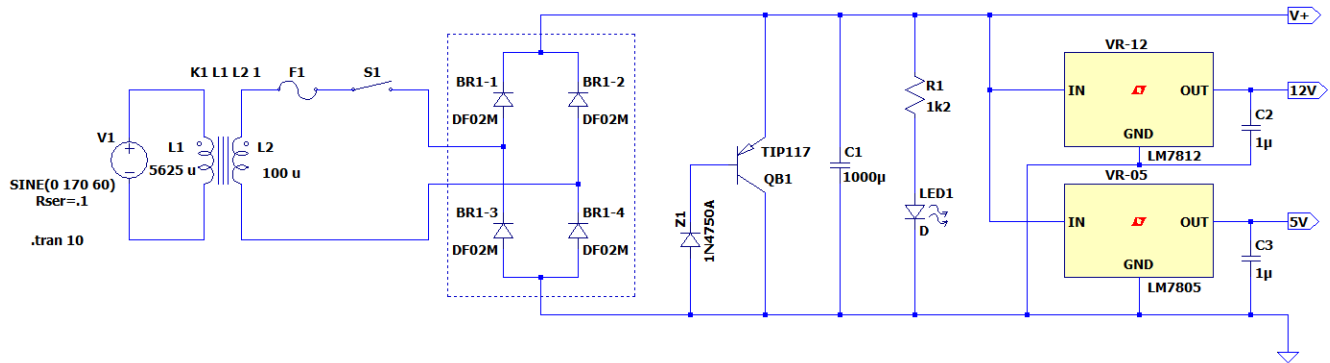 V+
VR-12
K1 L1 L2 1
F1
S1
BR1-1
BR1-2
R1
1k2
IN
OUT
12V
DF02M
DF02M
C2
1µ
V1
L1
L2
GND
5625 u
100 u
TIP117
C1
LM7812
QB1
1000µ
VR-05
SINE(0 170 60)
Rser=.1
LED1
BR1-3
BR1-4
Z1
1N4750A
D
IN
OUT
5V
.tran 10
DF02M
DF02M
C3
1µ
GND
LM7805